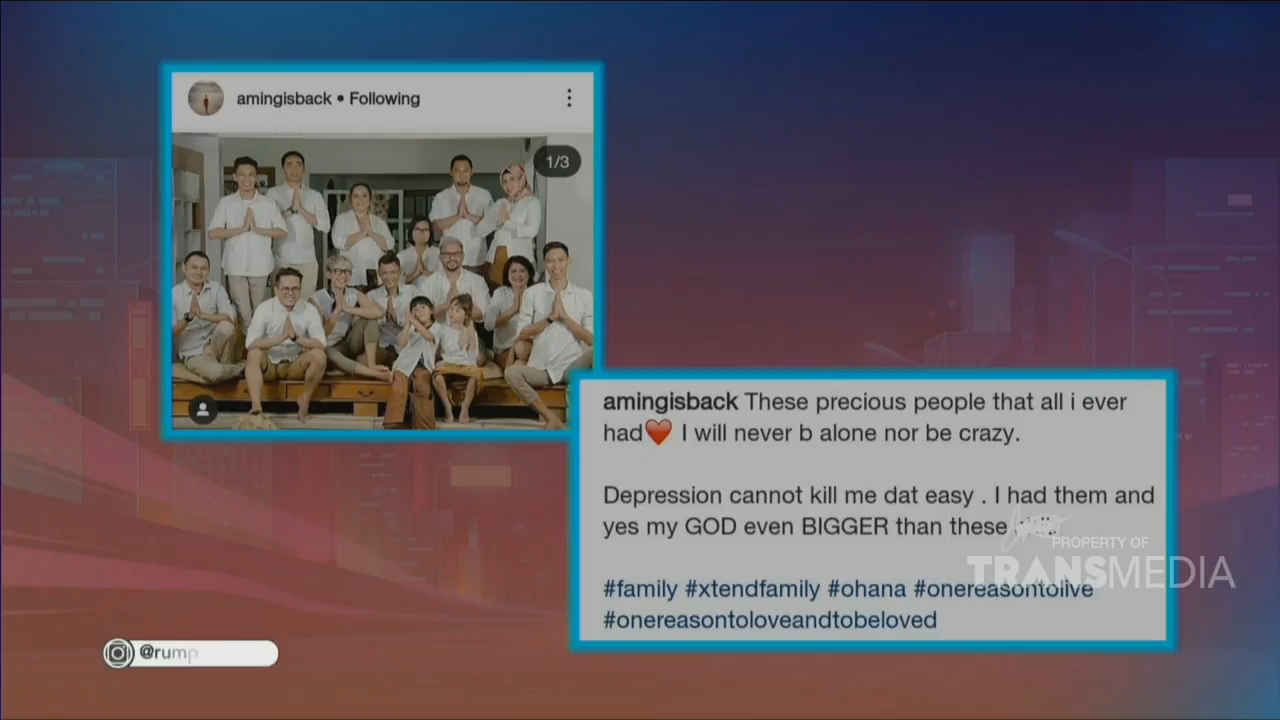 amingisback • Following
1/3
amingisback These precious people that all i ever
had❤️ I will never b alone nor be crazy.
Depression cannot kill me dat easy . I had them and
yes my GOD even BIGGER than these
PROPERTY OF
TRANSMEDIA
#family #xtendfamily #ohana #onereasontolive
#onereasontoloveandtobeloved
@rump